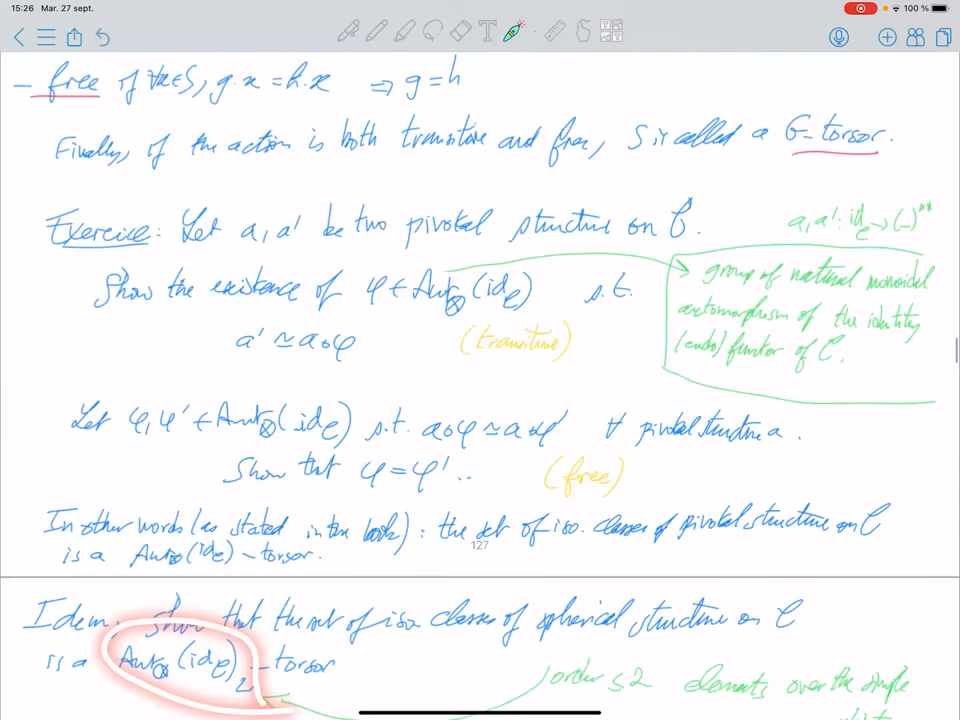 15:26 Mar. 27 sept.
100 %
– free if ∀x∈S, g.x = h.x ⇒ g = h
Finally, if the action is both transitive and free, S is called a G-torsor.
Exercice: Let a, a' be two pivotal structure on C.
a, a': id_C → (–)**
Show the existence of φ ∈ Aut⊗(id_C) s.t.
a' ≃ a∘φ
(transitive)
group of natural monoidal
automorphism of the identity
(endo) functor of C.
Let φ, φ' ∈ Aut⊗(id_C) s.t. a∘φ ≃ a∘φ' ∀ pivotal structure a.
Show that φ = φ'.. (free)
In other words (as stated in the book): the set of iso. classes of pivotal structure on C
is a Aut⊗(id_C) – torsor.
127
Idem, show that the set of iso classes of spherical structure on C
is a Aut⊗(id_C)₂ – torsor
order ≤ 2 elements over the simple